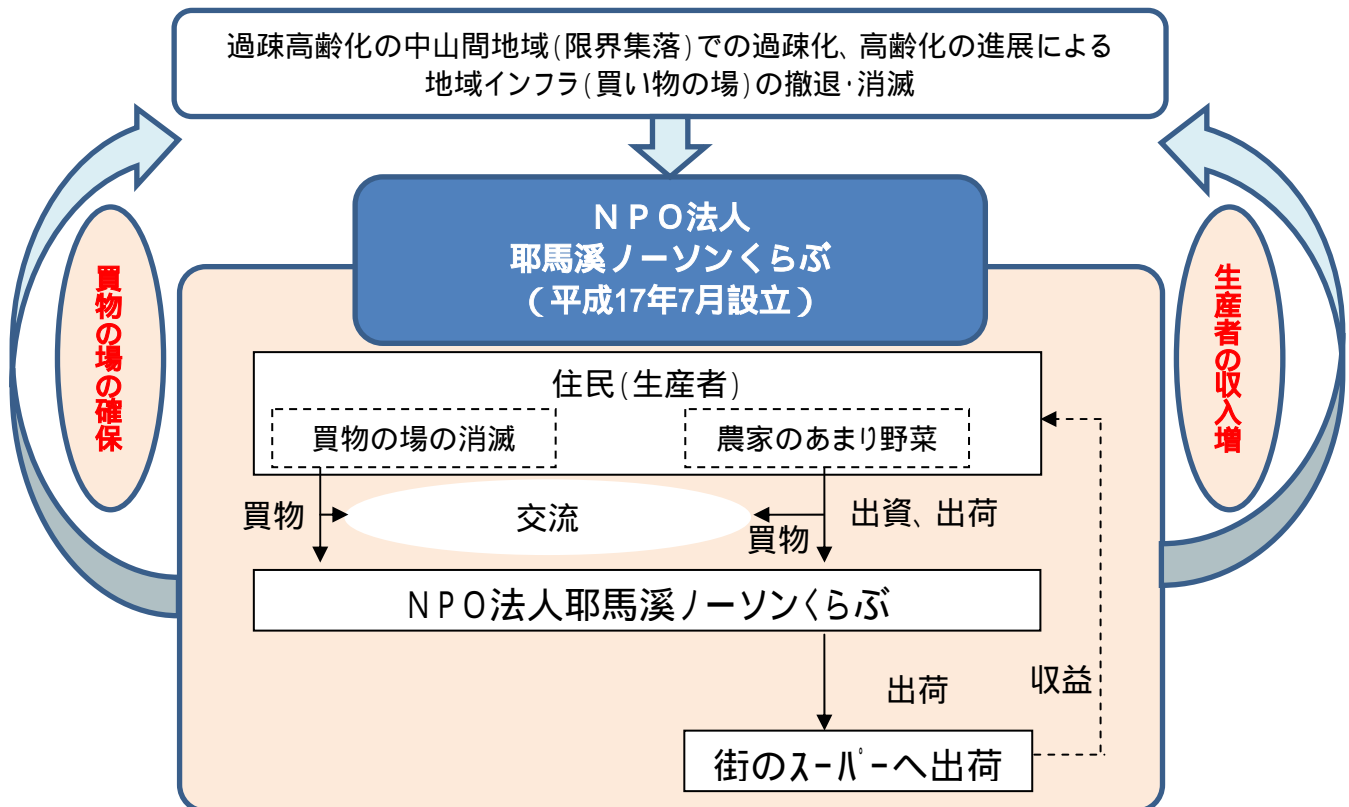 過疎高齢化の中山間地域(限界集落)での過疎化、高齢化の進展による
地域インフラ(買い物の場)の撤退・消滅
ＮＰＯ法人
耶馬溪ノーソンくらぶ
（平成17年7月設立）
買物の場の確保
生産者の収入増
住民(生産者)
買物の場の消滅
農家のあまり野菜
買物
交流
買物
出資、出荷
ＮＰＯ法人耶馬溪ノーソンくらぶ
出荷
収益
街のｽｰﾊﾟｰへ出荷